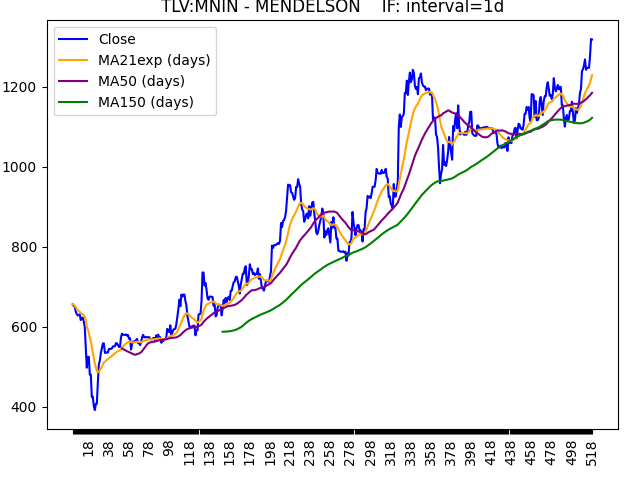 TLV:MNIN - MENDELSON    IF: interval=1d
Close
MA21exp (days)
MA50 (days)
MA150 (days)
1200
1000
800
600
400
18 38 58 78 98 118 138 158 178 198 218 238 258 278 298 318 338 358 378 398 418 438 458 478 498 518